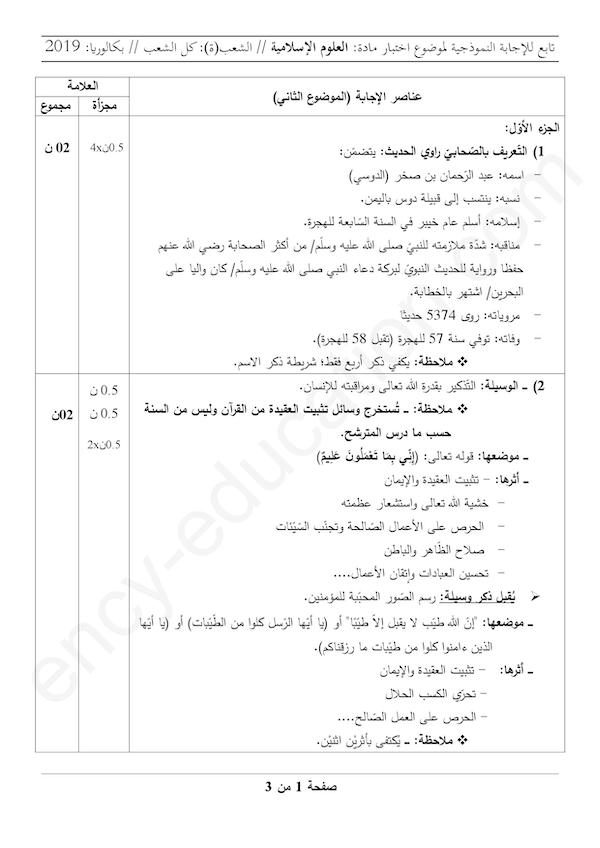 تابع للإجابة النموذجية لموضوع اختبار مادة: العلوم الإسلامية // الشعب(ة): كل الشعب // بكالوريا: 2019
عناصر الإجابة (الموضوع الثاني)
العلامة
مجزأة
مجموع
الجزء الأوّل:
1) التّعريف بالصّحابيّ راوي الحديث: يتضمّن:
4x0.5ن
02 ن
– اسمه: عبد الرّحمان بن صخر (الدوسي)
– نسبه: ينتسب إلى قبيلة دوس باليمن.
– إسلامه: أسلم عام خيبر في السنة السّابعة للهجرة.
– مناقبه: شدّة ملازمته للنبيّ صلى الله عليه وسلّم/ من أكثر الصحابة رضي الله عنهم
حفظا ورواية للحديث النبويّ لبركة دعاء النبي صلى الله عليه وسلّم/ كان واليا على
البحرين/ اشتهر بالخطابة.
– مروياته: روى 5374 حديثا
– وفاته: توفي سنة 57 للهجرة (تقبل 58 للهجرة).
❖ ملاحظة: يكفي ذكر أربع فقط؛ شريطة ذكر الاسم.
2) ـ الوسيلة: التّذكير بقدرة الله تعالى ومراقبته للإنسان.
0.5 ن
❖ ملاحظة: ـ تُستخرج وسائل تثبيت العقيدة من القرآن وليس من السنة
0.5 ن
02ن
حسب ما درس المترشح.
2x0.5ن
ـ موضعها: قوله تعالى: (إِنِّي بِمَا تَعْمَلُونَ عَلِيمٌ)
ـ أثرها: – تثبيت العقيدة والإيمان
– خشية الله تعالى واستشعار عظمته
– الحرص على الأعمال الصّالحة وتجنّب السيّئات
– صلاح الظّاهر والباطن
– تحسين العبادات وإتقان الأعمال....
➢ يُقبل ذكر وسيلة: رسم الصّور المحبّبة للمؤمنين.
ـ موضعها: "إنّ الله طيّب لا يقبل إلاّ طيّبًا" أو (يا أيّها الرّسل كلوا من الطّيّبات) أو (يا أيّها
الذين ءامنوا كلوا من طيّبات ما رزقناكم).
ـ أثرها: – تثبيت العقيدة والإيمان
– تحرّي الكسب الحلال
– الحرص على العمل الصّالح....
❖ ملاحظة: ـ يُكتفى بأثريْن اثنيْن.
صفحة 1 من 3
ency-education.com